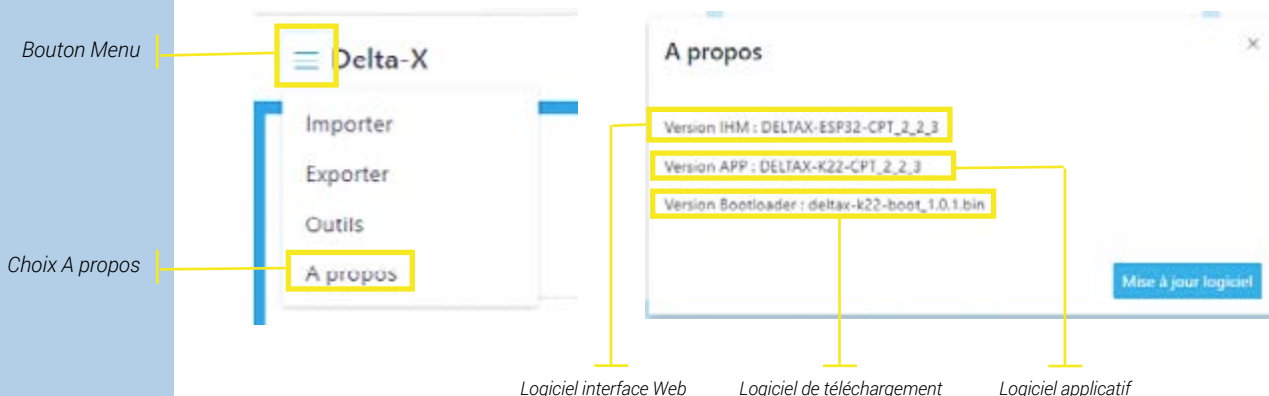 Bouton Menu
Delta-X
Importer
Exporter
Outils
A propos
Choix A propos
A propos
Version IHM : DELTAX-ESP32-CPT_2_2_3
Version APP : DELTAX-K22-CPT_2_2_3
Version Bootloader : deltax-k22-boot_1.0.1.bin
Mise à jour logiciel
Logiciel interface Web
Logiciel de téléchargement
Logiciel applicatif